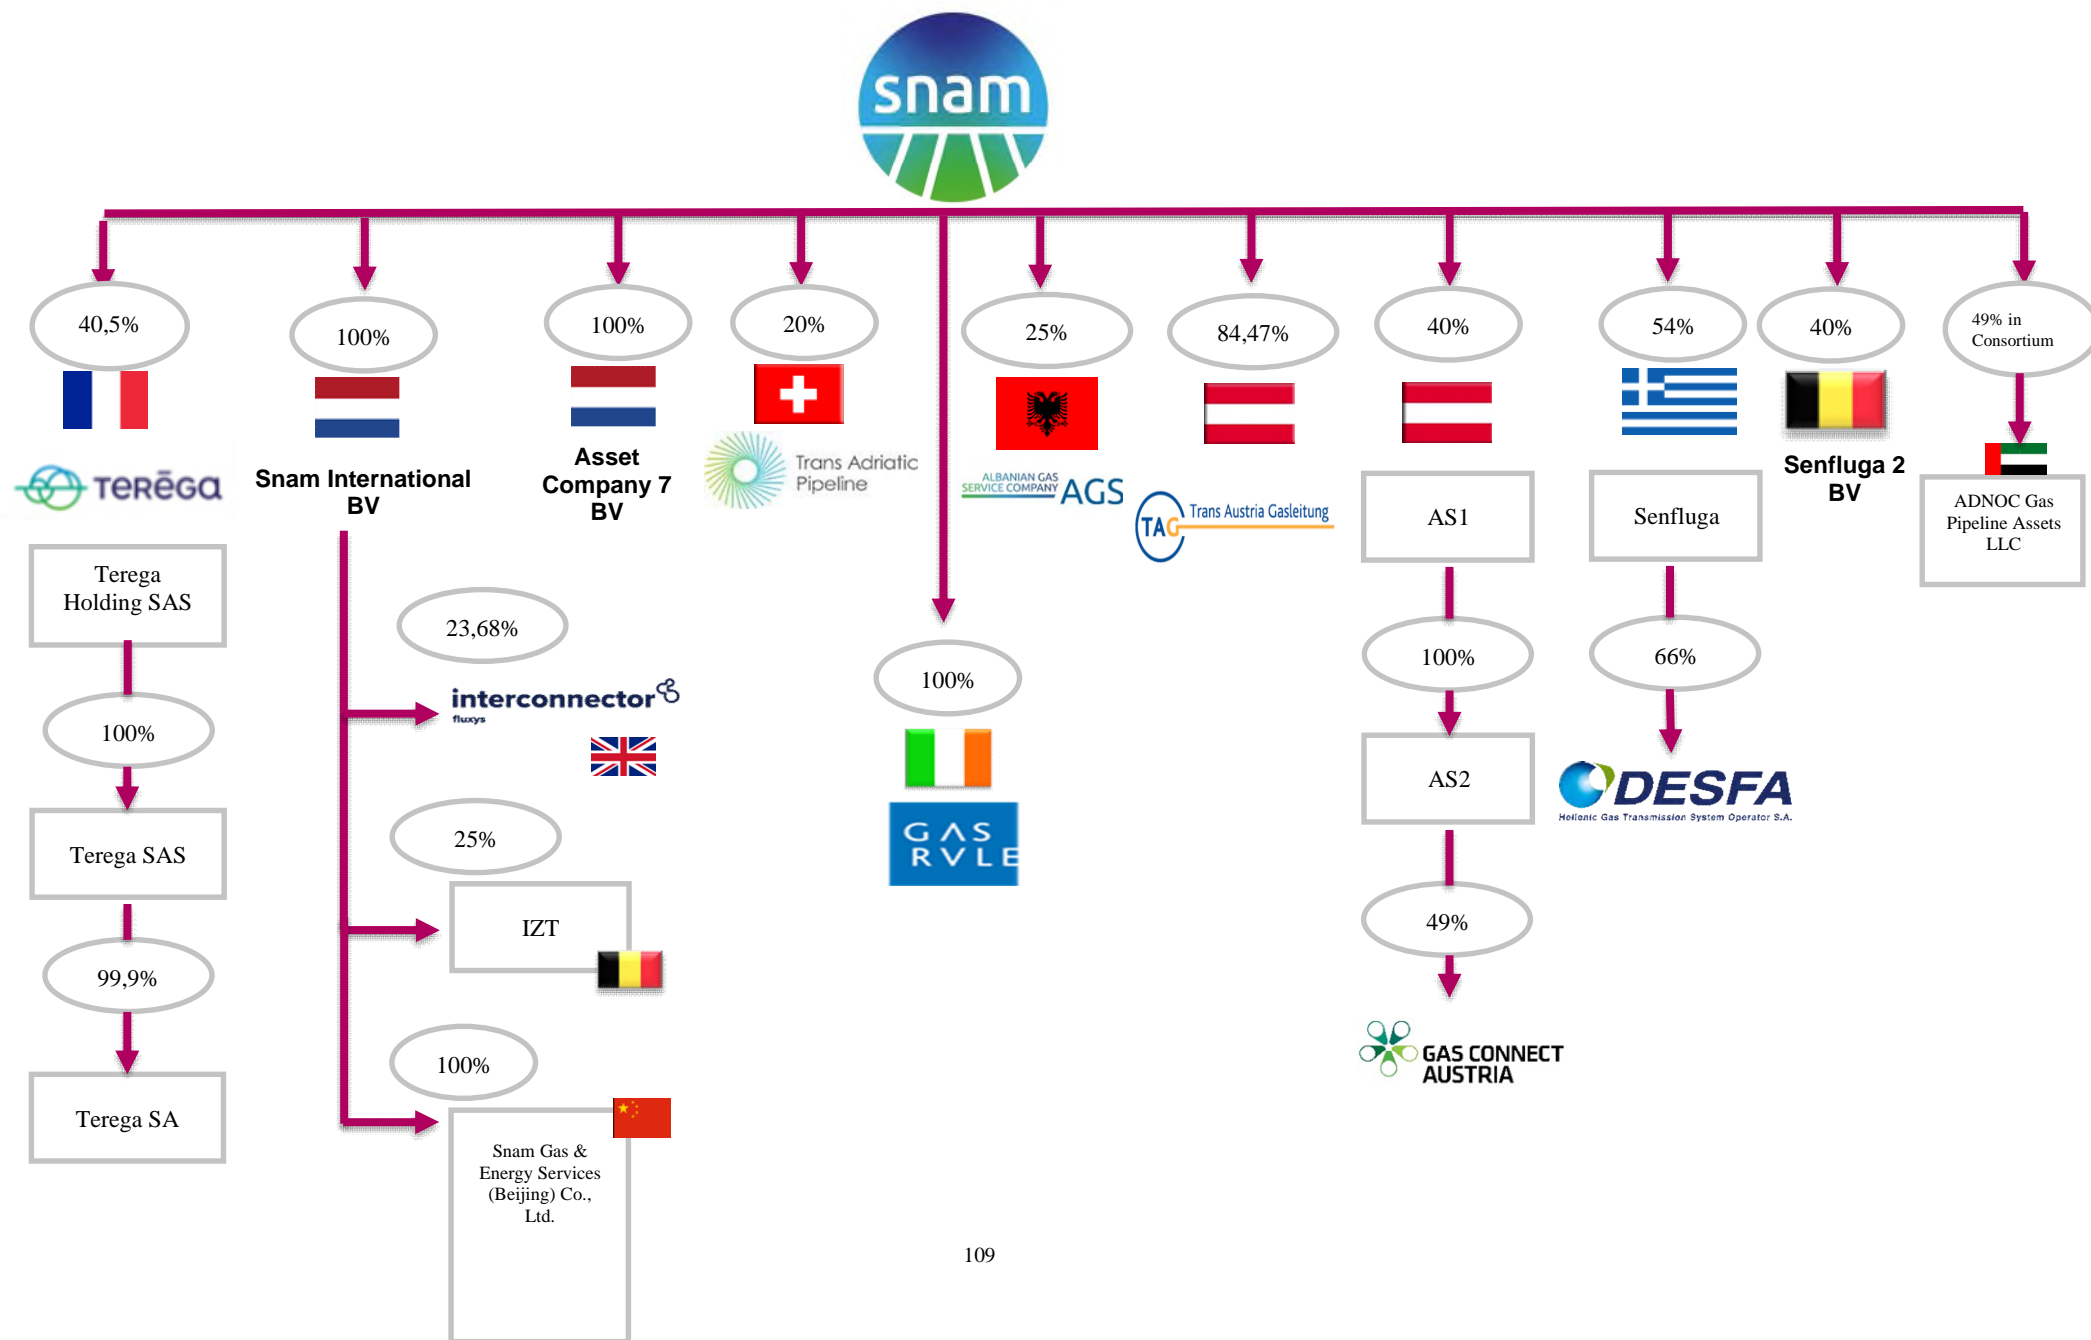 snam
40,5%
100%
100%
20%
25%
84,47%
40%
54%
40%
49% in
Consortium
TERĒGA
Snam International
BV
Asset
Company 7
BV
Trans Adriatic
Pipeline
ALBANIAN GAS
SERVICE COMPANY AGS
TAG Trans Austria Gasleitung
AS1
Senfluga
Senfluga 2
BV
ADNOC Gas
Pipeline Assets
LLC
Terega
Holding SAS
100%
Terega SAS
99,9%
Terega SA
23,68%
interconnector
fluxys
25%
IZT
100%
Snam Gas &
Energy Services
(Beijing) Co.,
Ltd.
100%
GAS
RVLE
100%
AS2
49%
GAS CONNECT
AUSTRIA
66%
DESFA
Hellenic Gas Transmission System Operator S.A.
109